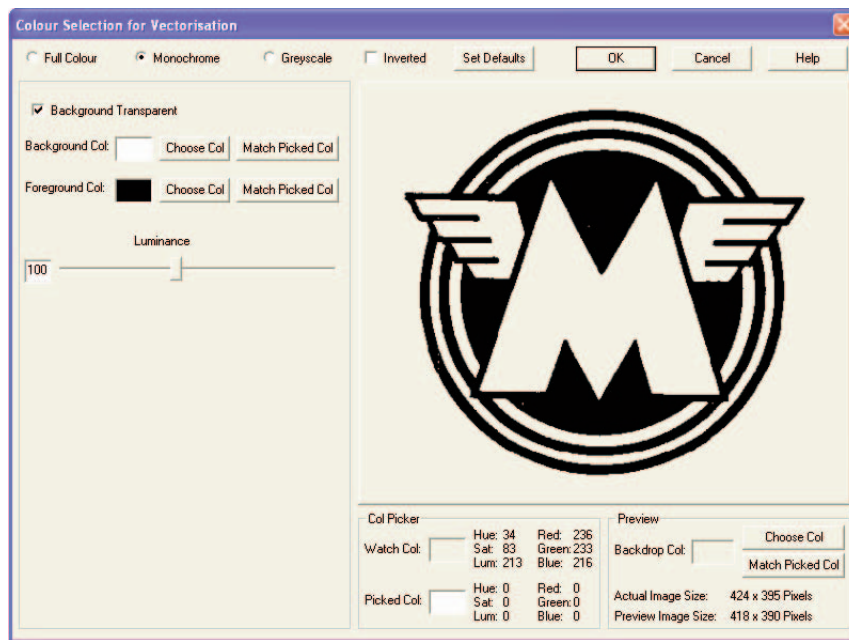 Colour Selection for Vectorisation
Full Colour Monochrome Greyscale Inverted Set Defaults OK Cancel Help
Background Transparent
Background Col: Choose Col Match Picked Col
Foreground Col: Choose Col Match Picked Col
Luminance
100
M
Col Picker
Watch Col:
Hue: 34 Red: 236
Sat: 83 Green: 233
Lum: 213 Blue: 216
Picked Col:
Hue: 0 Red: 0
Sat: 0 Green: 0
Lum: 0 Blue: 0
Preview
Backdrop Col: Choose Col
Match Picked Col
Actual Image Size: 424 x 395 Pixels
Preview Image Size: 418 x 390 Pixels